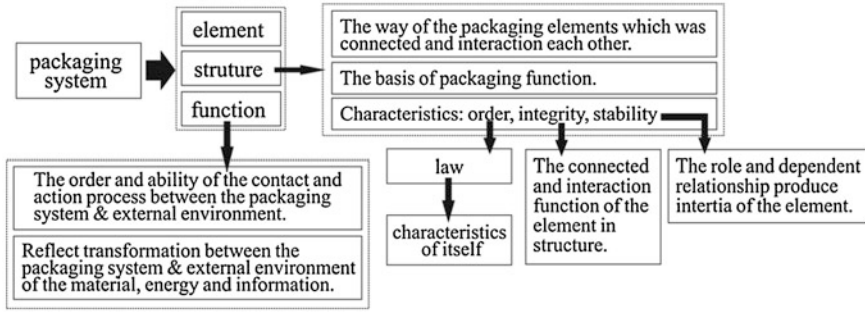 packaging
system
element
struture
function
The way of the packaging elements which was
connected and interaction each other.
The basis of packaging function.
Characteristics: order, integrity, stability
The order and ability of the contact and
action process between the packaging
system & external environment.
Reflect transformation between the
packaging system & external environment
of the material, energy and information.
law
characteristics
of itself
The connected
and interaction
function of the
element in
structure.
The role and dependent
relationship produce
intertia of the element.